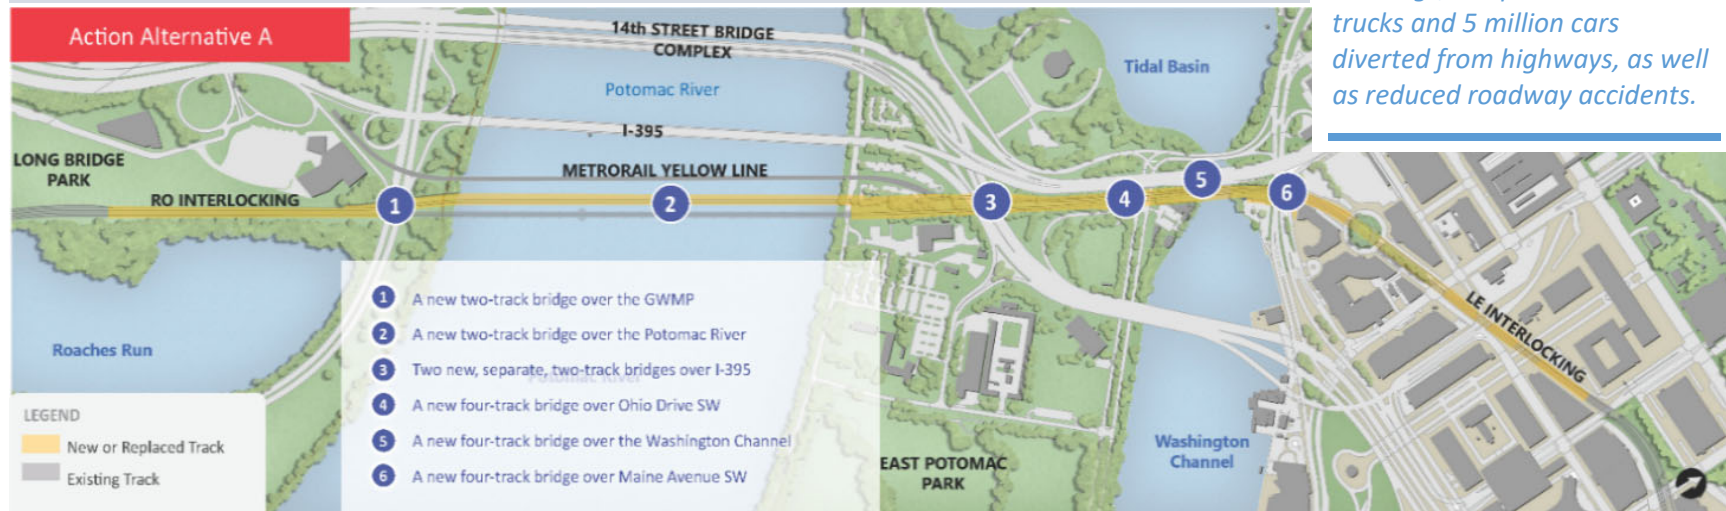 Action Alternative A
14th STREET BRIDGE
COMPLEX
Potomac River
Tidal Basin
trucks and 5 million cars
diverted from highways, as well
as reduced roadway accidents.
I-395
LONG BRIDGE
PARK
METRORAIL YELLOW LINE
RO INTERLOCKING
1
2
3
4
5
6
Roaches Run
LE INTERLOCKING
1 A new two-track bridge over the GWMP
2 A new two-track bridge over the Potomac River
3 Two new, separate, two-track bridges over I-395
Potomac River
4 A new four-track bridge over Ohio Drive SW
5 A new four-track bridge over the Washington Channel
6 A new four-track bridge over Maine Avenue SW
LEGEND
New or Replaced Track
Existing Track
EAST POTOMAC
PARK
Washington
Channel